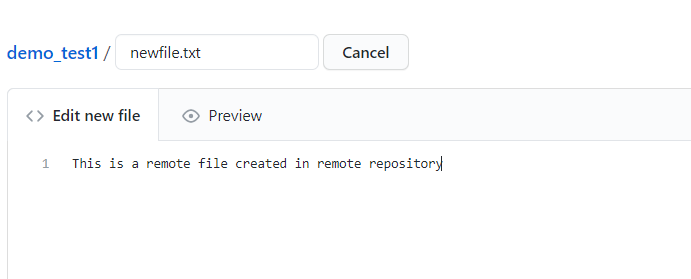 demo_test1 / newfile.txt Cancel
<> Edit new file Preview
1 This is a remote file created in remote repository